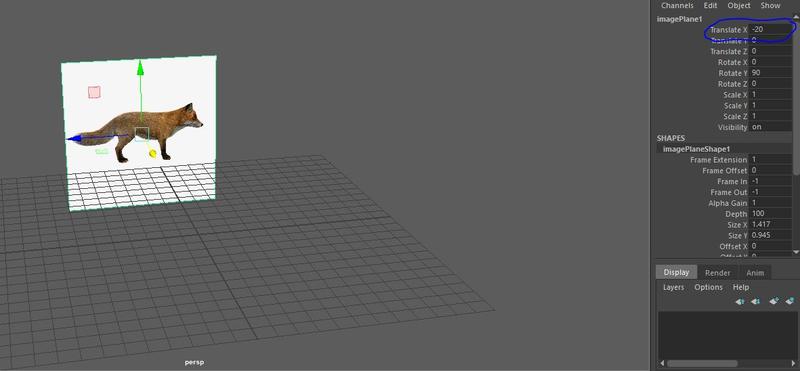 Channels Edit Object Show
imagePlane1
Translate X -20
Translate Y 0
Translate Z 0
Rotate X 0
Rotate Y 90
Rotate Z 0
Scale X 1
Scale Y 1
Scale Z 1
Visibility on
SHAPES
imagePlaneShape1
Frame Extension 1
Frame Offset 0
Frame In -1
Frame Out -1
Alpha Gain 1
Depth 100
Size X 1.417
Size Y 0.945
Offset X 0
Display Render Anim
Layers Options Help
persp